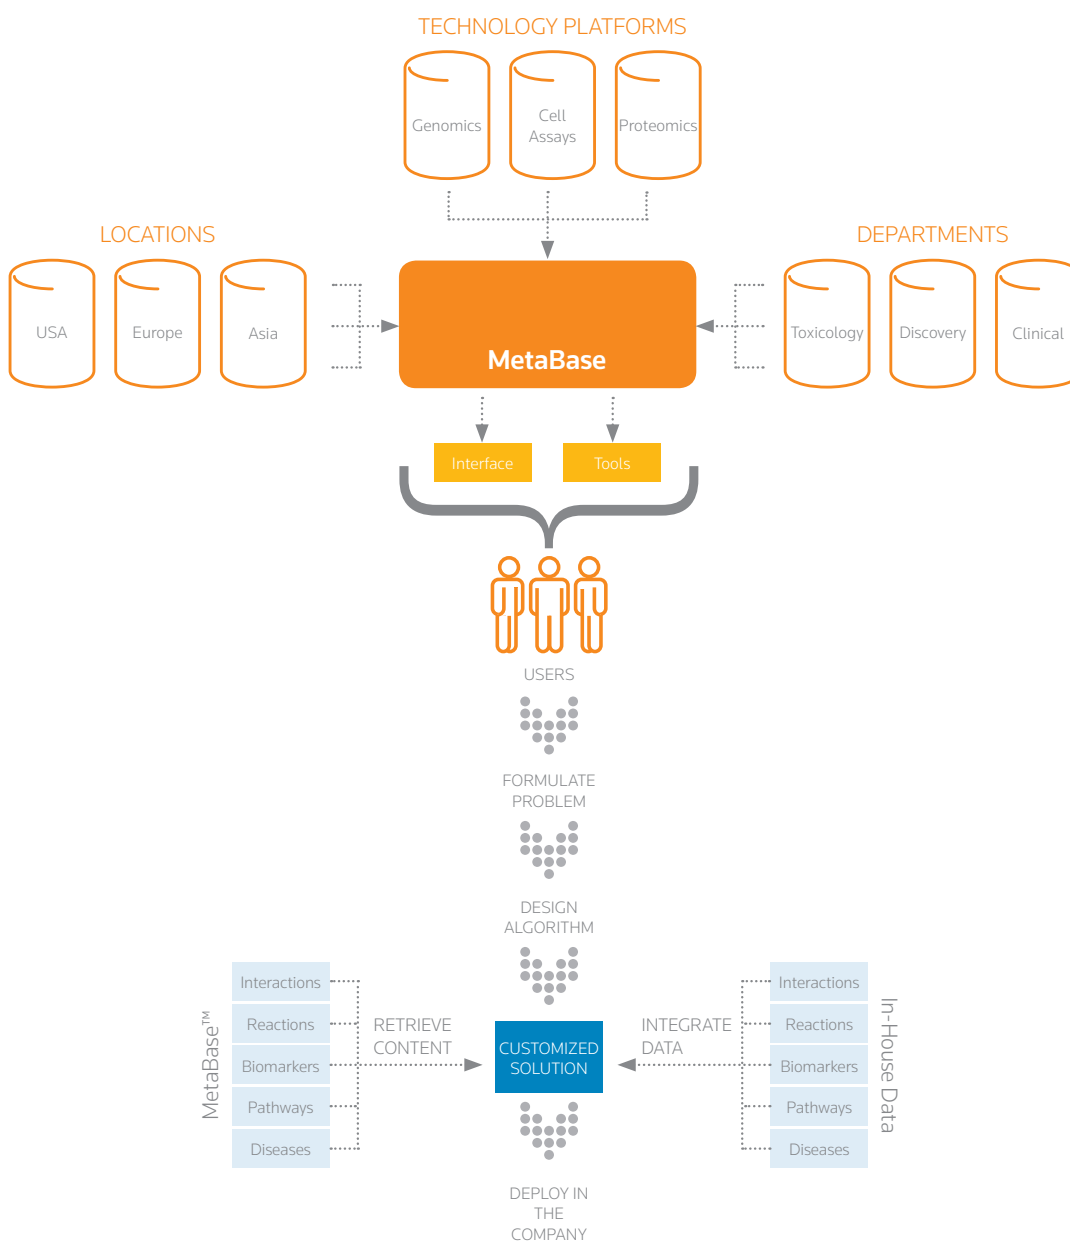 TECHNOLOGY PLATFORMS
Genomics
Cell
Assays
Proteomics
LOCATIONS
USA
Europe
Asia
DEPARTMENTS
Toxicology
Discovery
Clinical
MetaBase
Interface
Tools
USERS
FORMULATE
PROBLEM
DESIGN
ALGORITHM
MetaBase™
Interactions
Reactions
Biomarkers
Pathways
Diseases
RETRIEVE
CONTENT
CUSTOMIZED
SOLUTION
INTEGRATE
DATA
Interactions
Reactions
Biomarkers
Pathways
Diseases
In-House Data
DEPLOY IN
THE
COMPANY